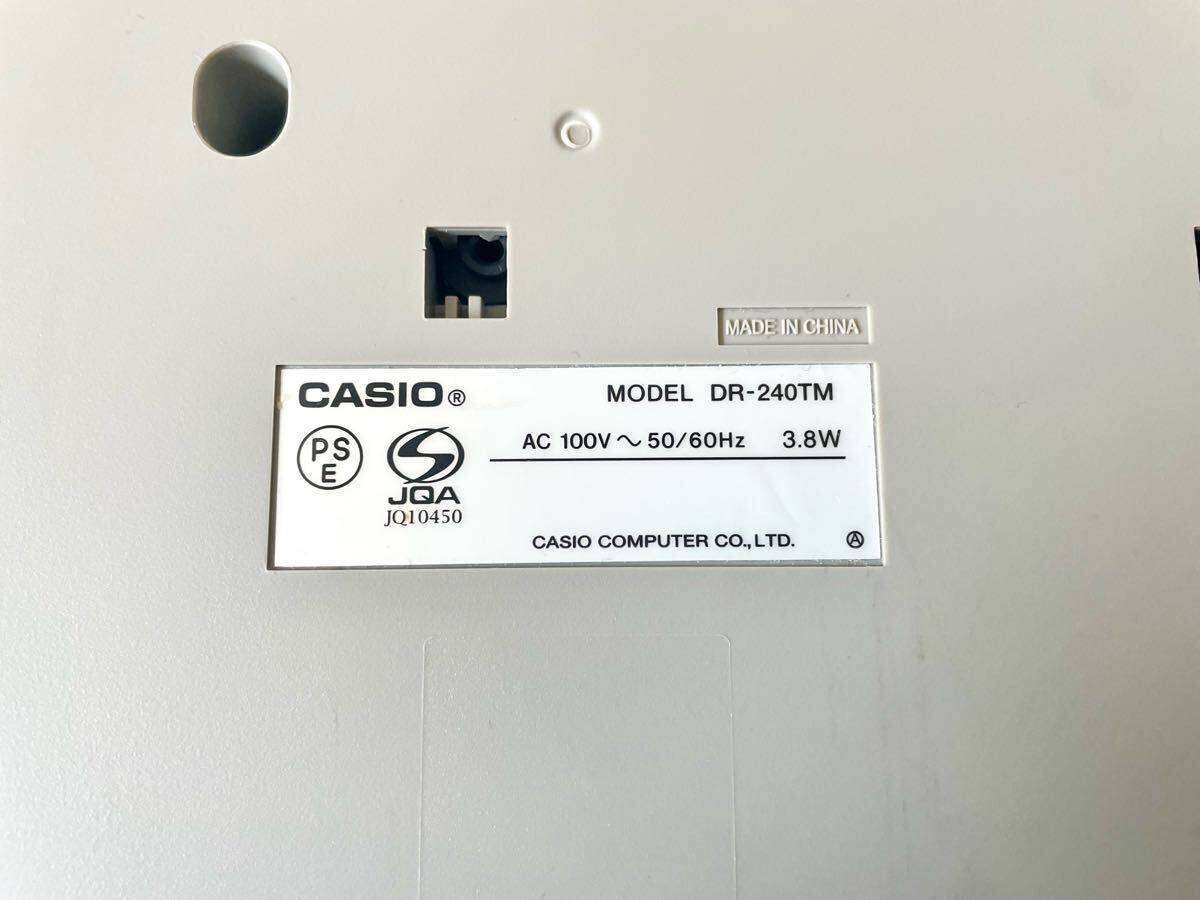 MADE IN CHINA
CASIO®
MODEL DR-240TM
PS
E
AC 100V ~ 50/60Hz 3.8W
JQA
JQ10450
CASIO COMPUTER CO.,LTD.
Ⓐ